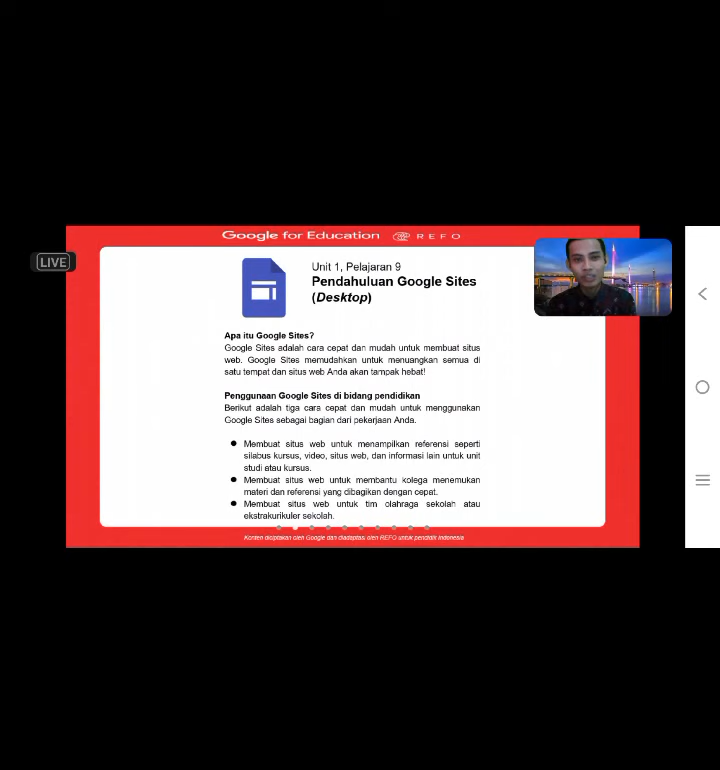 Google for Education REFO
LIVE
Unit 1, Pelajaran 9
Pendahuluan Google Sites
(Desktop)
Apa itu Google Sites?
Google Sites adalah cara cepat dan mudah untuk membuat situs
web. Google Sites memudahkan untuk menuangkan semua di
satu tempat dan situs web Anda akan tampak hebat!
Penggunaan Google Sites di bidang pendidikan
Berikut adalah tiga cara cepat dan mudah untuk menggunakan
Google Sites sebagai bagian dari pekerjaan Anda.
● Membuat situs web untuk menampilkan referensi seperti
silabus kursus, video, situs web, dan informasi lain untuk unit
studi atau kursus.
● Membuat situs web untuk membantu kolega menemukan
materi dan referensi yang dibagikan dengan cepat.
● Membuat situs web untuk tim olahraga sekolah atau
ekstrakurikuler sekolah.
Konten diciptakan oleh Google dan diadaptasi oleh REFO untuk pendidik Indonesia